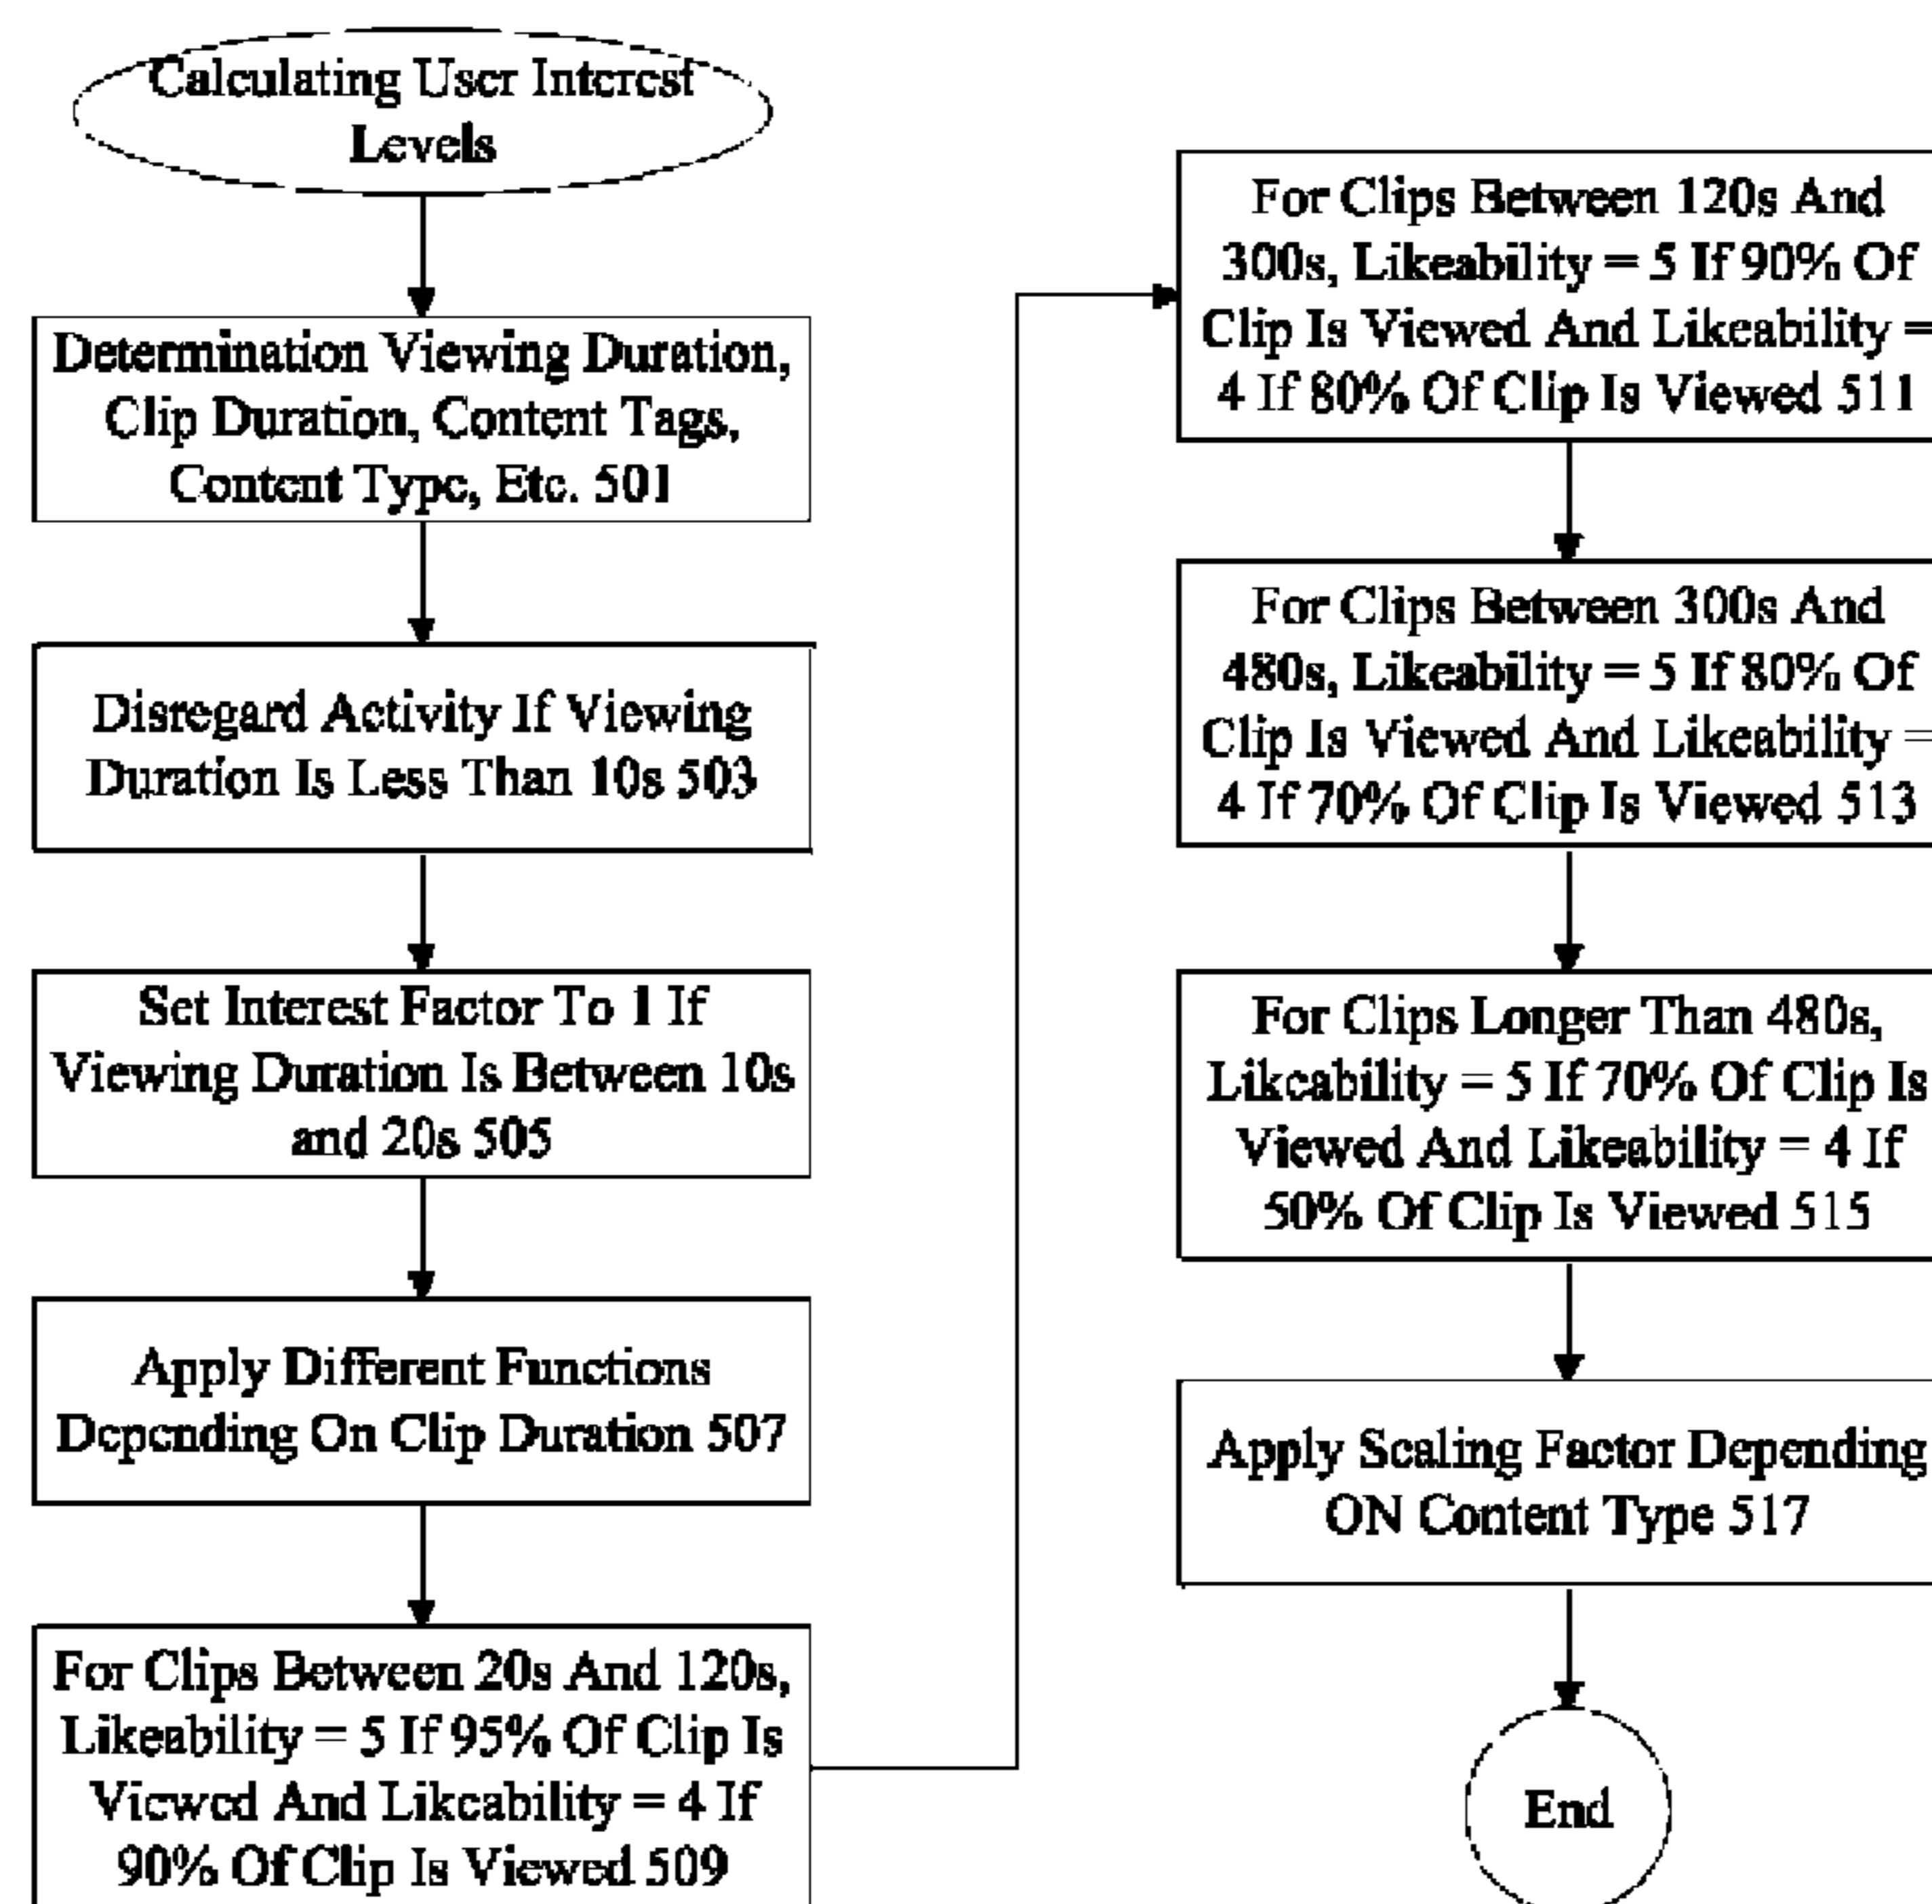 Calculating User Interest
Levels
Determination Viewing Duration,
Clip Duration, Content Tags,
Content Type, Etc. 501
Disregard Activity If Viewing
Duration Is Less Than 10s 503
Set Interest Factor To 1 If
Viewing Duration Is Between 10s
and 20s 505
Apply Different Functions
Depending On Clip Duration 507
For Clips Between 20s And 120s,
Likeability = 5 If 95% Of Clip Is
Viewed And Likeability = 4 If
90% Of Clip Is Viewed 509
For Clips Between 120s And
300s, Likeability = 5 If 90% Of
Clip Is Viewed And Likeability =
4 If 80% Of Clip Is Viewed 511
For Clips Between 300s And
480s, Likeability = 5 If 80% Of
Clip Is Viewed And Likeability =
4 If 70% Of Clip Is Viewed 513
For Clips Longer Than 480s,
Likeability = 5 If 70% Of Clip Is
Viewed And Likeability = 4 If
50% Of Clip Is Viewed 515
Apply Scaling Factor Depending
ON Content Type 517
End